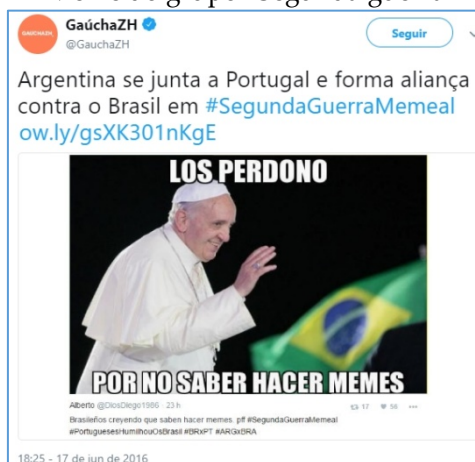 GaúchaZH
@GauchaZH
Seguir
Argentina se junta a Portugal e forma aliança
contra o Brasil em #SegundaGuerraMemeal
ow.ly/gsXK301nKgE
LOS PERDONO
POR NO SABER HACER MEMES
Alberto @DiosDiego1986 · 23 h
17 56
Brasileños creyendo que saben hacer memes. pff #SegundaGuerraMemeal
#PortuguesesHumilhouOsBrasil #BRxPT #ARGxBRA
18:25 - 17 de jun de 2016